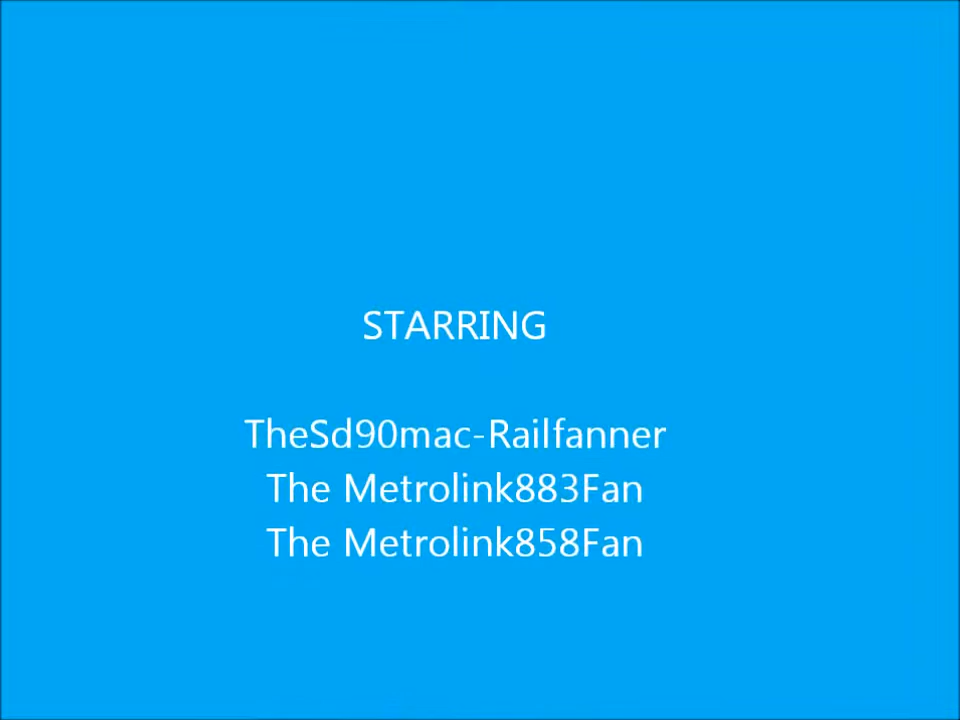 STARRING
TheSd90mac-Railfanner
The Metrolink883Fan
The Metrolink858Fan